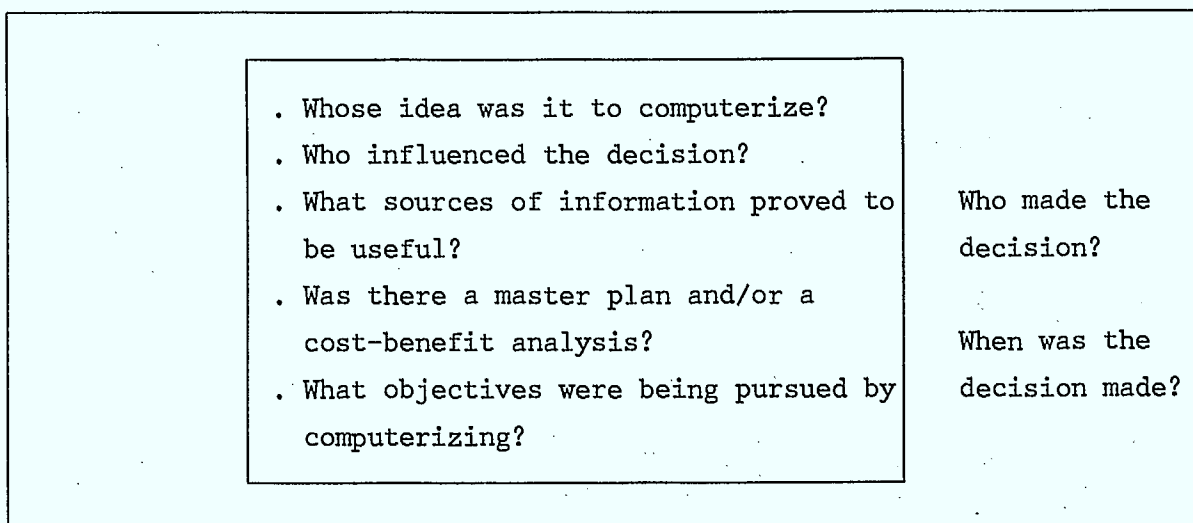 . Whose idea was it to computerize?
. Who influenced the decision?
. What sources of information proved to
be useful?
. Was there a master plan and/or a
cost-benefit analysis?
. What objectives were being pursued by
computerizing?
Who made the
decision?
When was the
decision made?